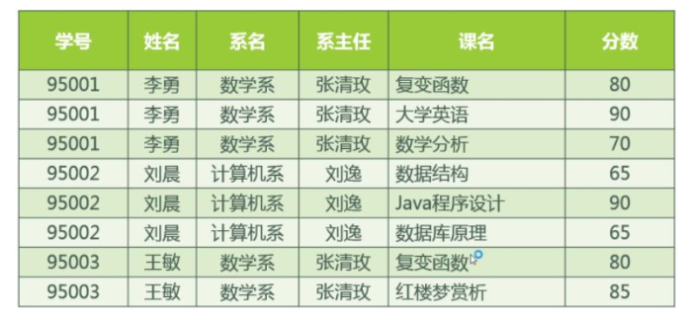 学号 姓名 系名 系主任 课名 分数
95001 李勇 数学系 张清玫 复变函数 80
95001 李勇 数学系 张清玫 大学英语 90
95001 李勇 数学系 张清玫 数学分析 70
95002 刘晨 计算机系 刘逸 数据结构 65
95002 刘晨 计算机系 刘逸 Java程序设计 90
95002 刘晨 计算机系 刘逸 数据库原理 65
95003 王敏 数学系 张清玫 复变函数 80
95003 王敏 数学系 张清玫 红楼梦赏析 85